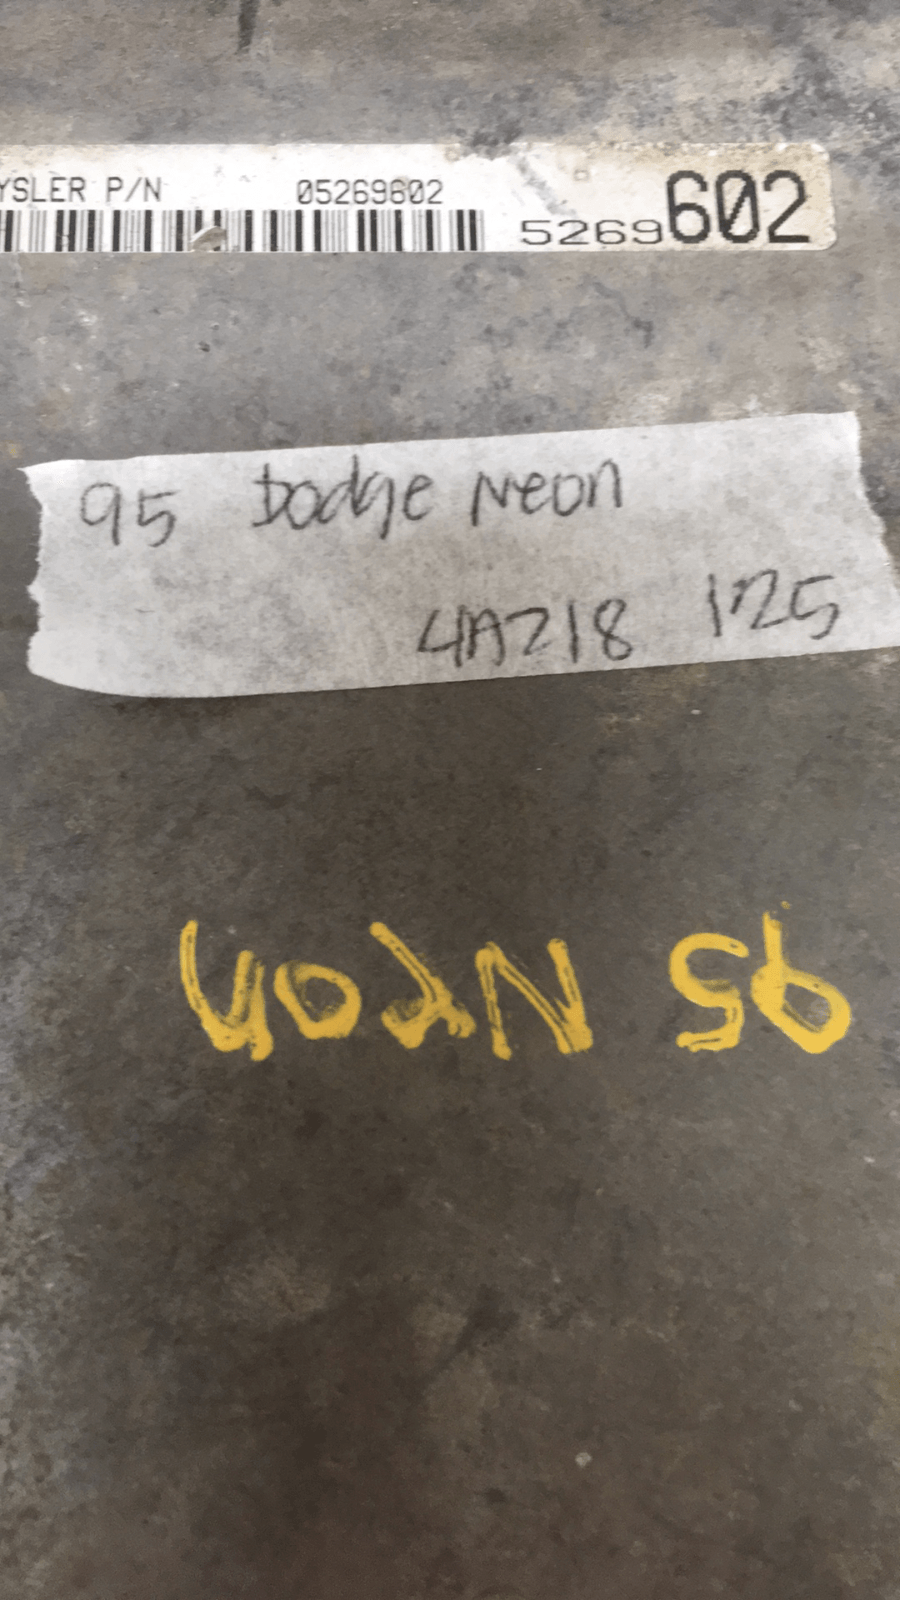 YSLER P/N 05269602
5269602
95 Dodge Neon
4A218 125
95 Neon